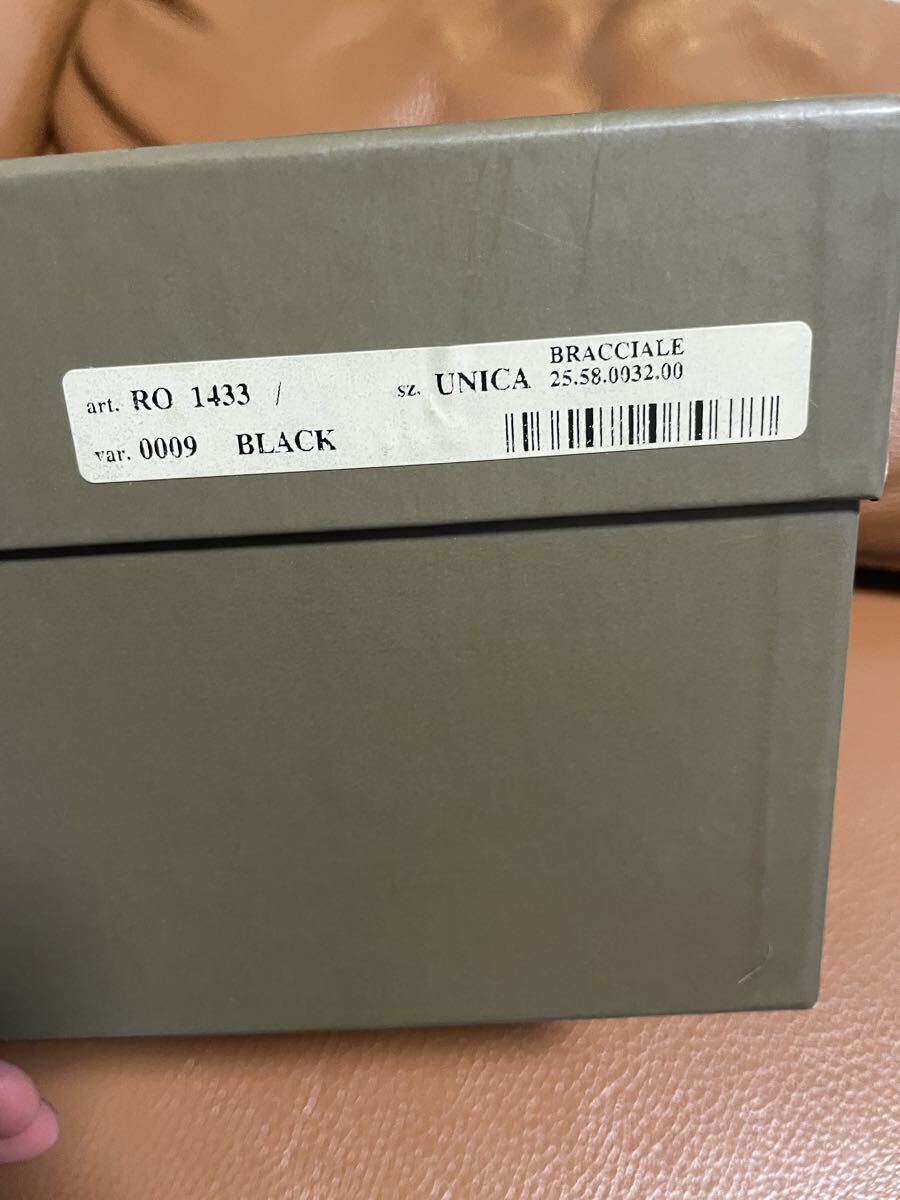 art. RO 1433 /
sz. UNICA
BRACCIALE
25.58.0032.00
var. 0009 BLACK